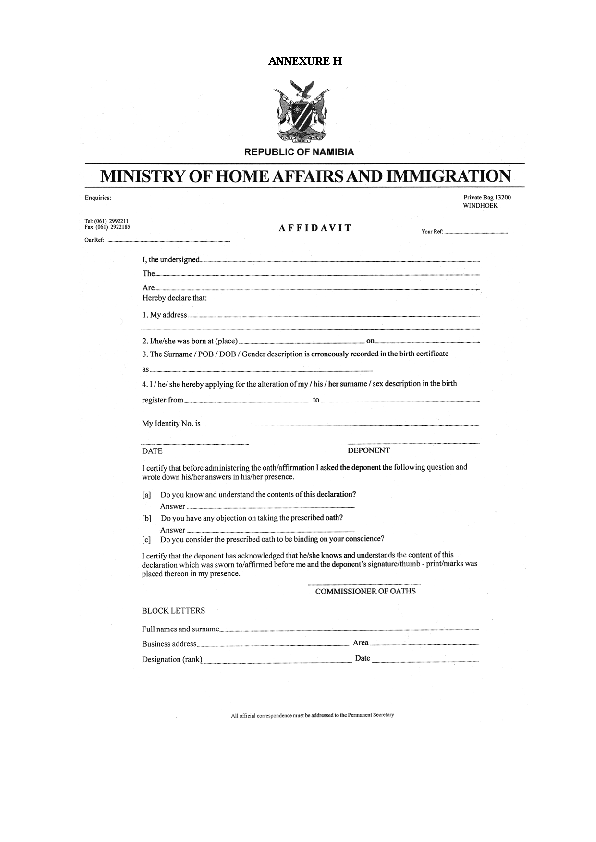 ANNEXURE H
REPUBLIC OF NAMIBIA
MINISTRY OF HOME AFFAIRS AND IMMIGRATION
Enquiries:
Private Bag 13200
WINDHOEK
Tel: (061) 2992211
Fax: (061) 2922185
AFFIDAVIT
Your Ref:
Our Ref:
I, the undersigned
The
Are
Hereby declare that:
1. My address
2. I/he/she was born at (place) on
3. The Surname / POB / DOB / Gender description is erroneously recorded in the birth certificate
as
4. I / he/ she hereby applying for the alteration of my / his / her surname / sex description in the birth
register from to
My Identity No. is
DATE DEPONENT
I certify that before administering the oath/affirmation I asked the deponent the following question and
wrote down his/her answers in his/her presence.
[a] Do you know and understand the contents of this declaration?
Answer
[b] Do you have any objection on taking the prescribed oath?
Answer
[c] Do you consider the prescribed oath to be binding on your conscience?
I certify that the deponent has acknowledged that he/she knows and understands the content of this
declaration which was sworn to/affirmed before me and the deponent's signature/thumb - print/marks was
placed thereon in my presence.
COMMISSIONER OF OATHS
BLOCK LETTERS
Full names and surname
Business address Area
Designation (rank) Date
All official correspondence must be addressed to the Permanent Secretary